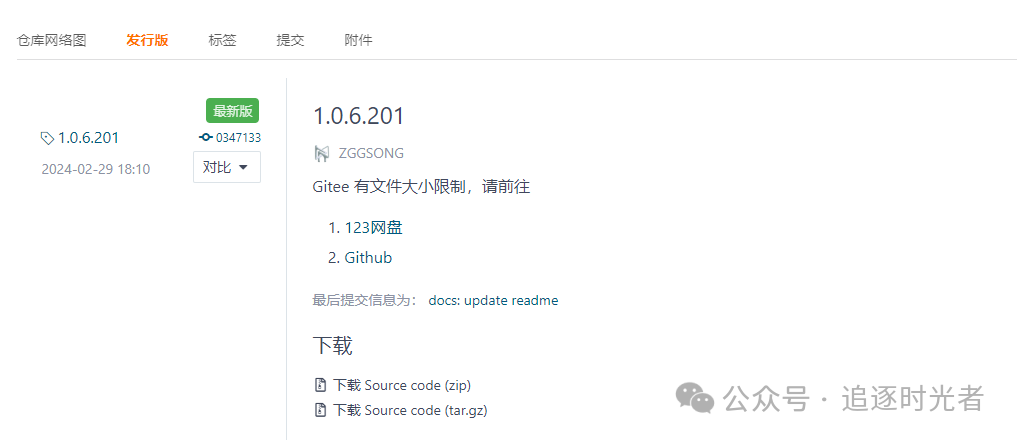 仓库网络图 发行版 标签 提交 附件
最新版
1.0.6.201
0347133
2024-02-29 18:10
对比
1.0.6.201
ZGGSONG
Gitee 有文件大小限制，请前往
1. 123网盘
2. Github
最后提交信息为： docs: update readme
下载
下载 Source code (zip)
下载 Source code (tar.gz)
公众号 · 追逐时光者